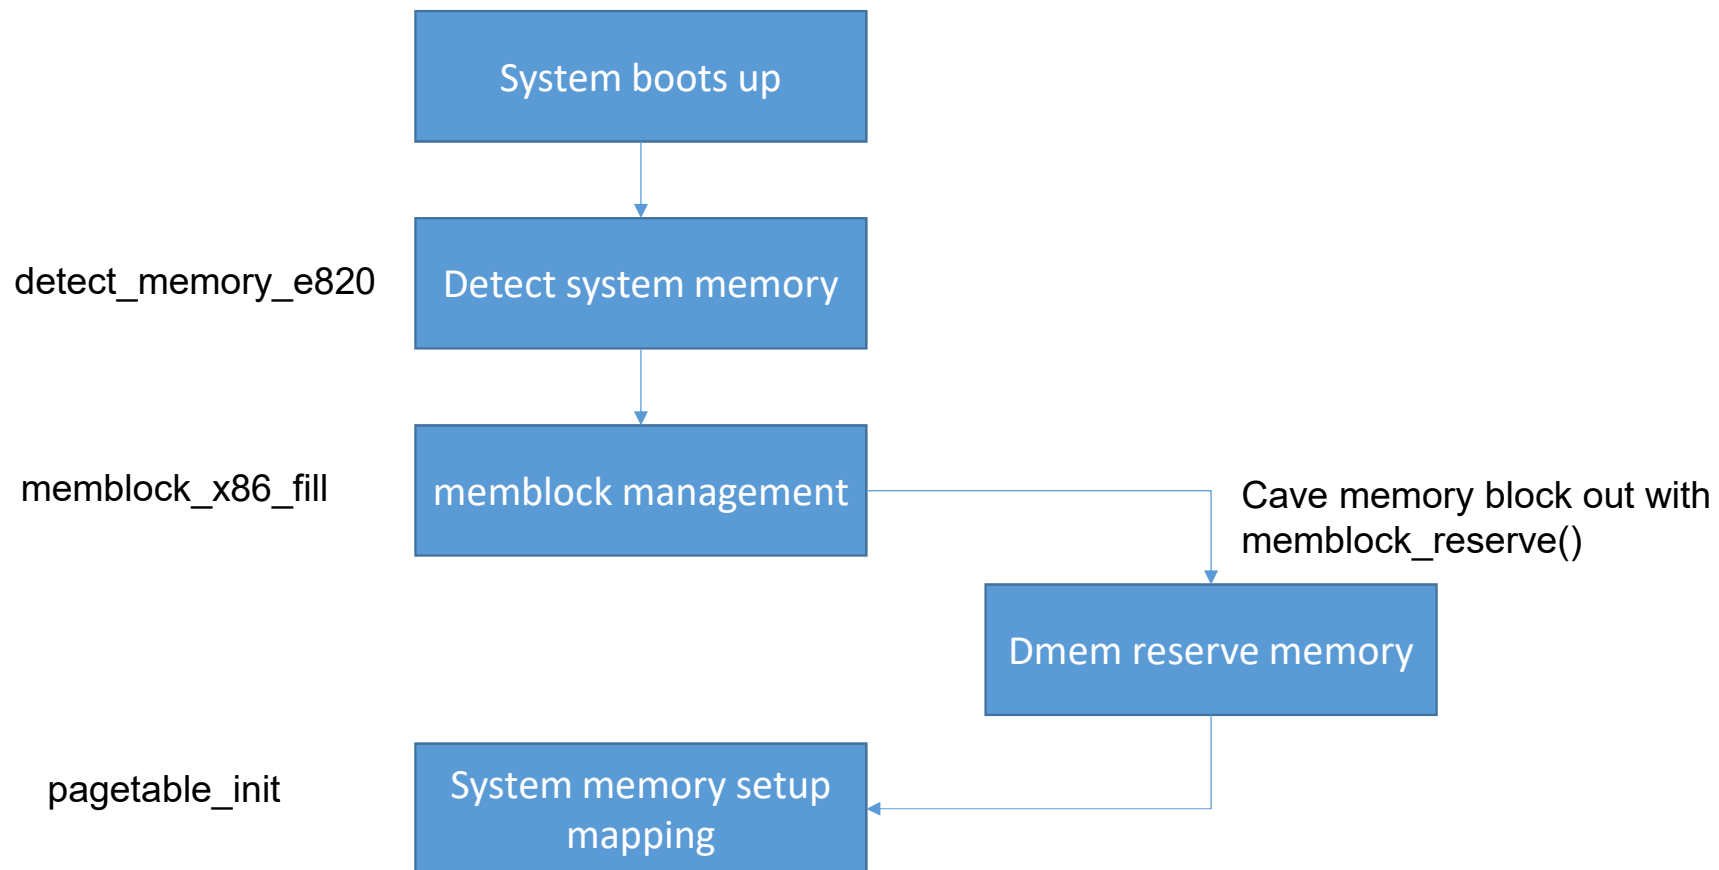 System boots up
detect_memory_e820
Detect system memory
memblock_x86_fill
memblock management
Cave memory block out with
memblock_reserve()
Dmem reserve memory
pagetable_init
System memory setup
mapping